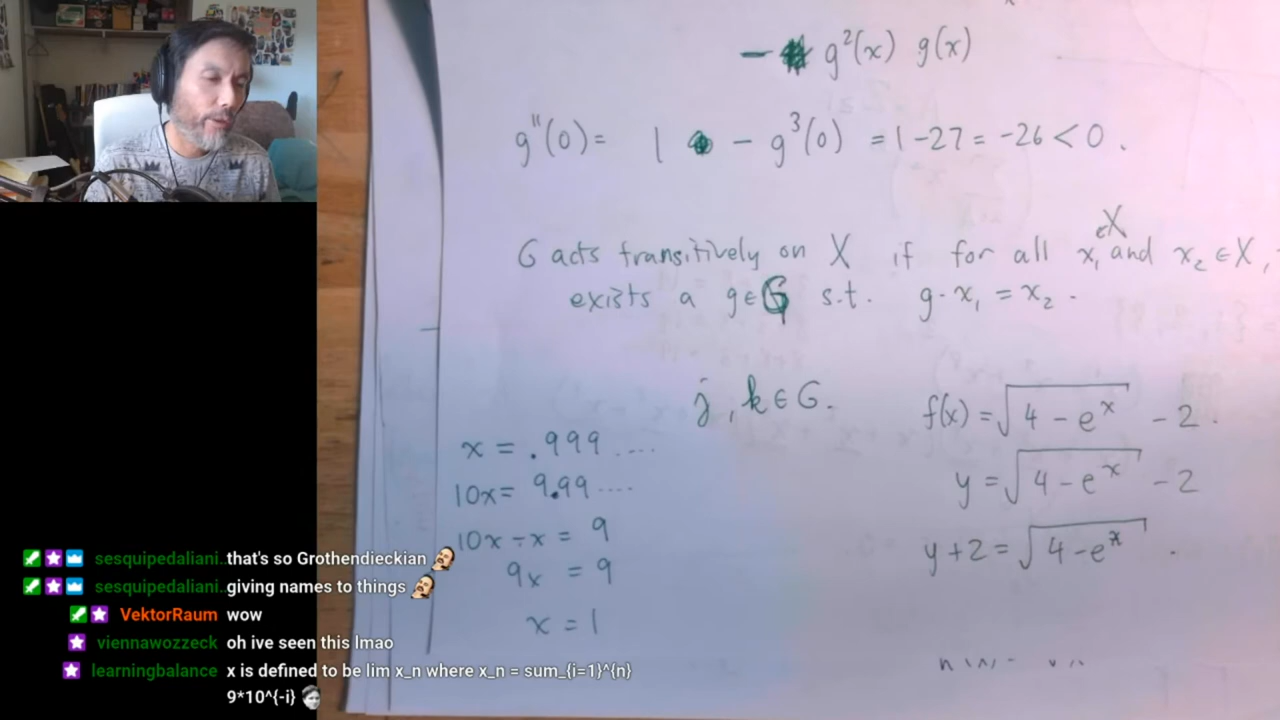 - g²(x) g(x)
g''(0) = 1 - g³(0) = 1 - 27 = -26 < 0.
G acts transitively on X if for all x₁ ∈X and x₂ ∈ X,
exists a g∈G s.t. g·x₁ = x₂.
j, k ∈ G.
x = .999....
10x = 9.99....
10x - x = 9
9x = 9
x = 1
f(x) = √(4 - e^x) - 2.
y = √(4 - e^x) - 2
y + 2 = √(4 - e^x).
sesquipedaliani.. that's so Grothendieckian
sesquipedaliani.. giving names to things
VektorRaum wow
viennawozzeck oh ive seen this lmao
learningbalance x is defined to be lim x_n where x_n = sum_{i=1}^{n}
9*10^{-i}